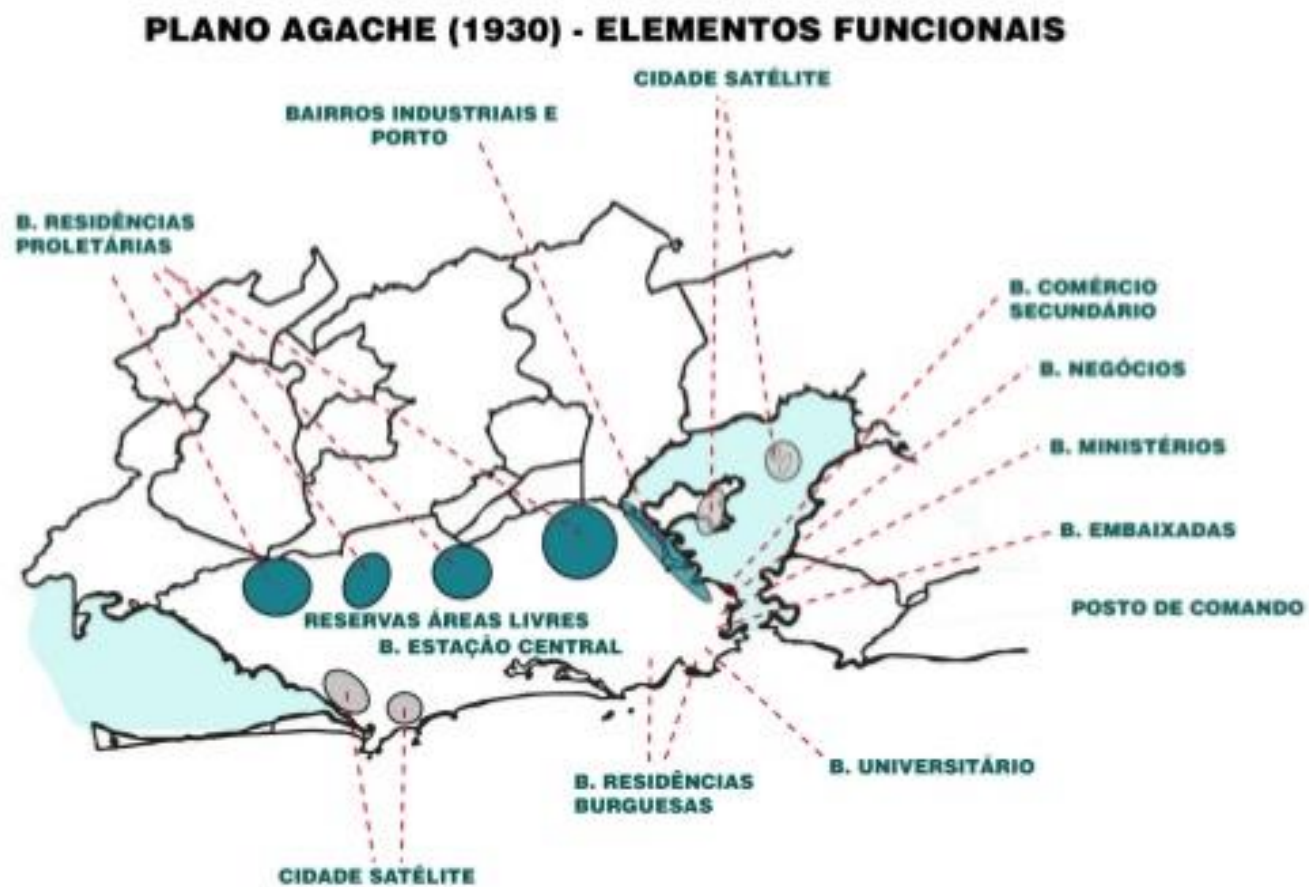 PLANO AGACHE (1930) - ELEMENTOS FUNCIONAIS
CIDADE SATÉLITE
BAIRROS INDUSTRIAIS E
PORTO
B. RESIDÊNCIAS
PROLETÁRIAS
B. COMÉRCIO
SECUNDÁRIO
B. NEGÓCIOS
B. MINISTÉRIOS
B. EMBAIXADAS
POSTO DE COMANDO
RESERVAS ÁREAS LIVRES
B. ESTAÇÃO CENTRAL
B. UNIVERSITÁRIO
B. RESIDÊNCIAS
BURGUESAS
CIDADE SATÉLITE